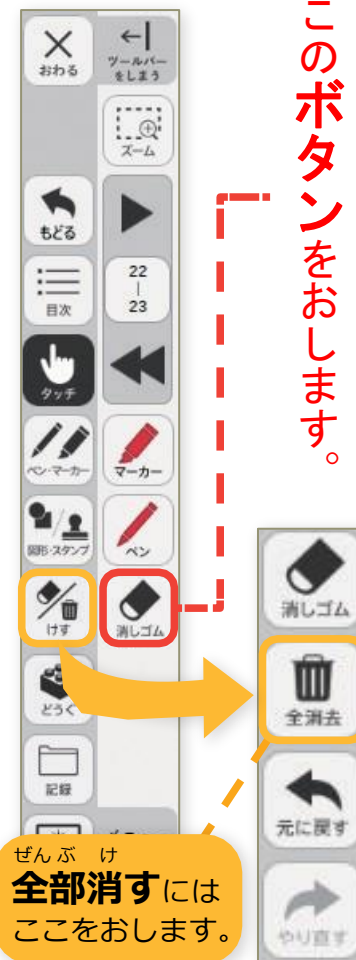 このボタンをおします。
おわる
ツールバー
をしまう
ズーム
もどる
22
|
23
目次
タッチ
ペン・マーカー
マーカー
図形・スタンプ
ペン
けす
消しゴム
どうぐ
記録
消しゴム
全消去
元に戻す
やり直す
ぜんぶ け
全部消すには
ここをおします。